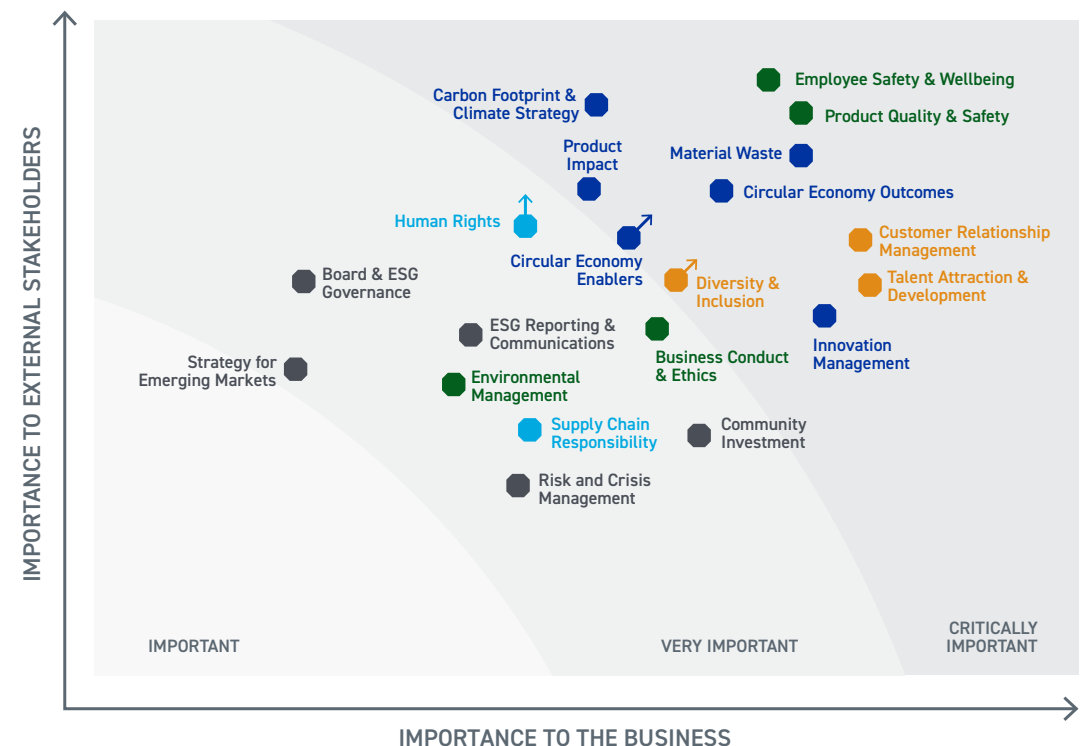 IMPORTANCE TO EXTERNAL STAKEHOLDERS
Employee Safety & Wellbeing
Carbon Footprint &
Climate Strategy
Product Quality & Safety
Product
Impact
Material Waste
Circular Economy Outcomes
Human Rights
Customer Relationship
Management
Circular Economy
Enablers
Board & ESG
Governance
Diversity &
Inclusion
Talent Attraction &
Development
ESG Reporting &
Communications
Innovation
Management
Business Conduct
& Ethics
Strategy for
Emerging Markets
Environmental
Management
Supply Chain
Responsibility
Community
Investment
Risk and Crisis
Management
IMPORTANT
VERY IMPORTANT
CRITICALLY
IMPORTANT
IMPORTANCE TO THE BUSINESS